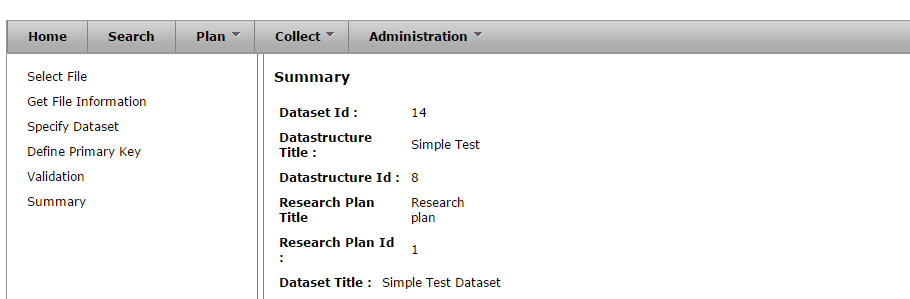 Home Search Plan Collect Administration
Select File
Get File Information
Specify Dataset
Define Primary Key
Validation
Summary
Summary
Dataset Id : 14
Datastructure
Title : Simple Test
Datastructure Id : 8
Research Plan Research
Title plan
Research Plan Id
: 1
Dataset Title : Simple Test Dataset